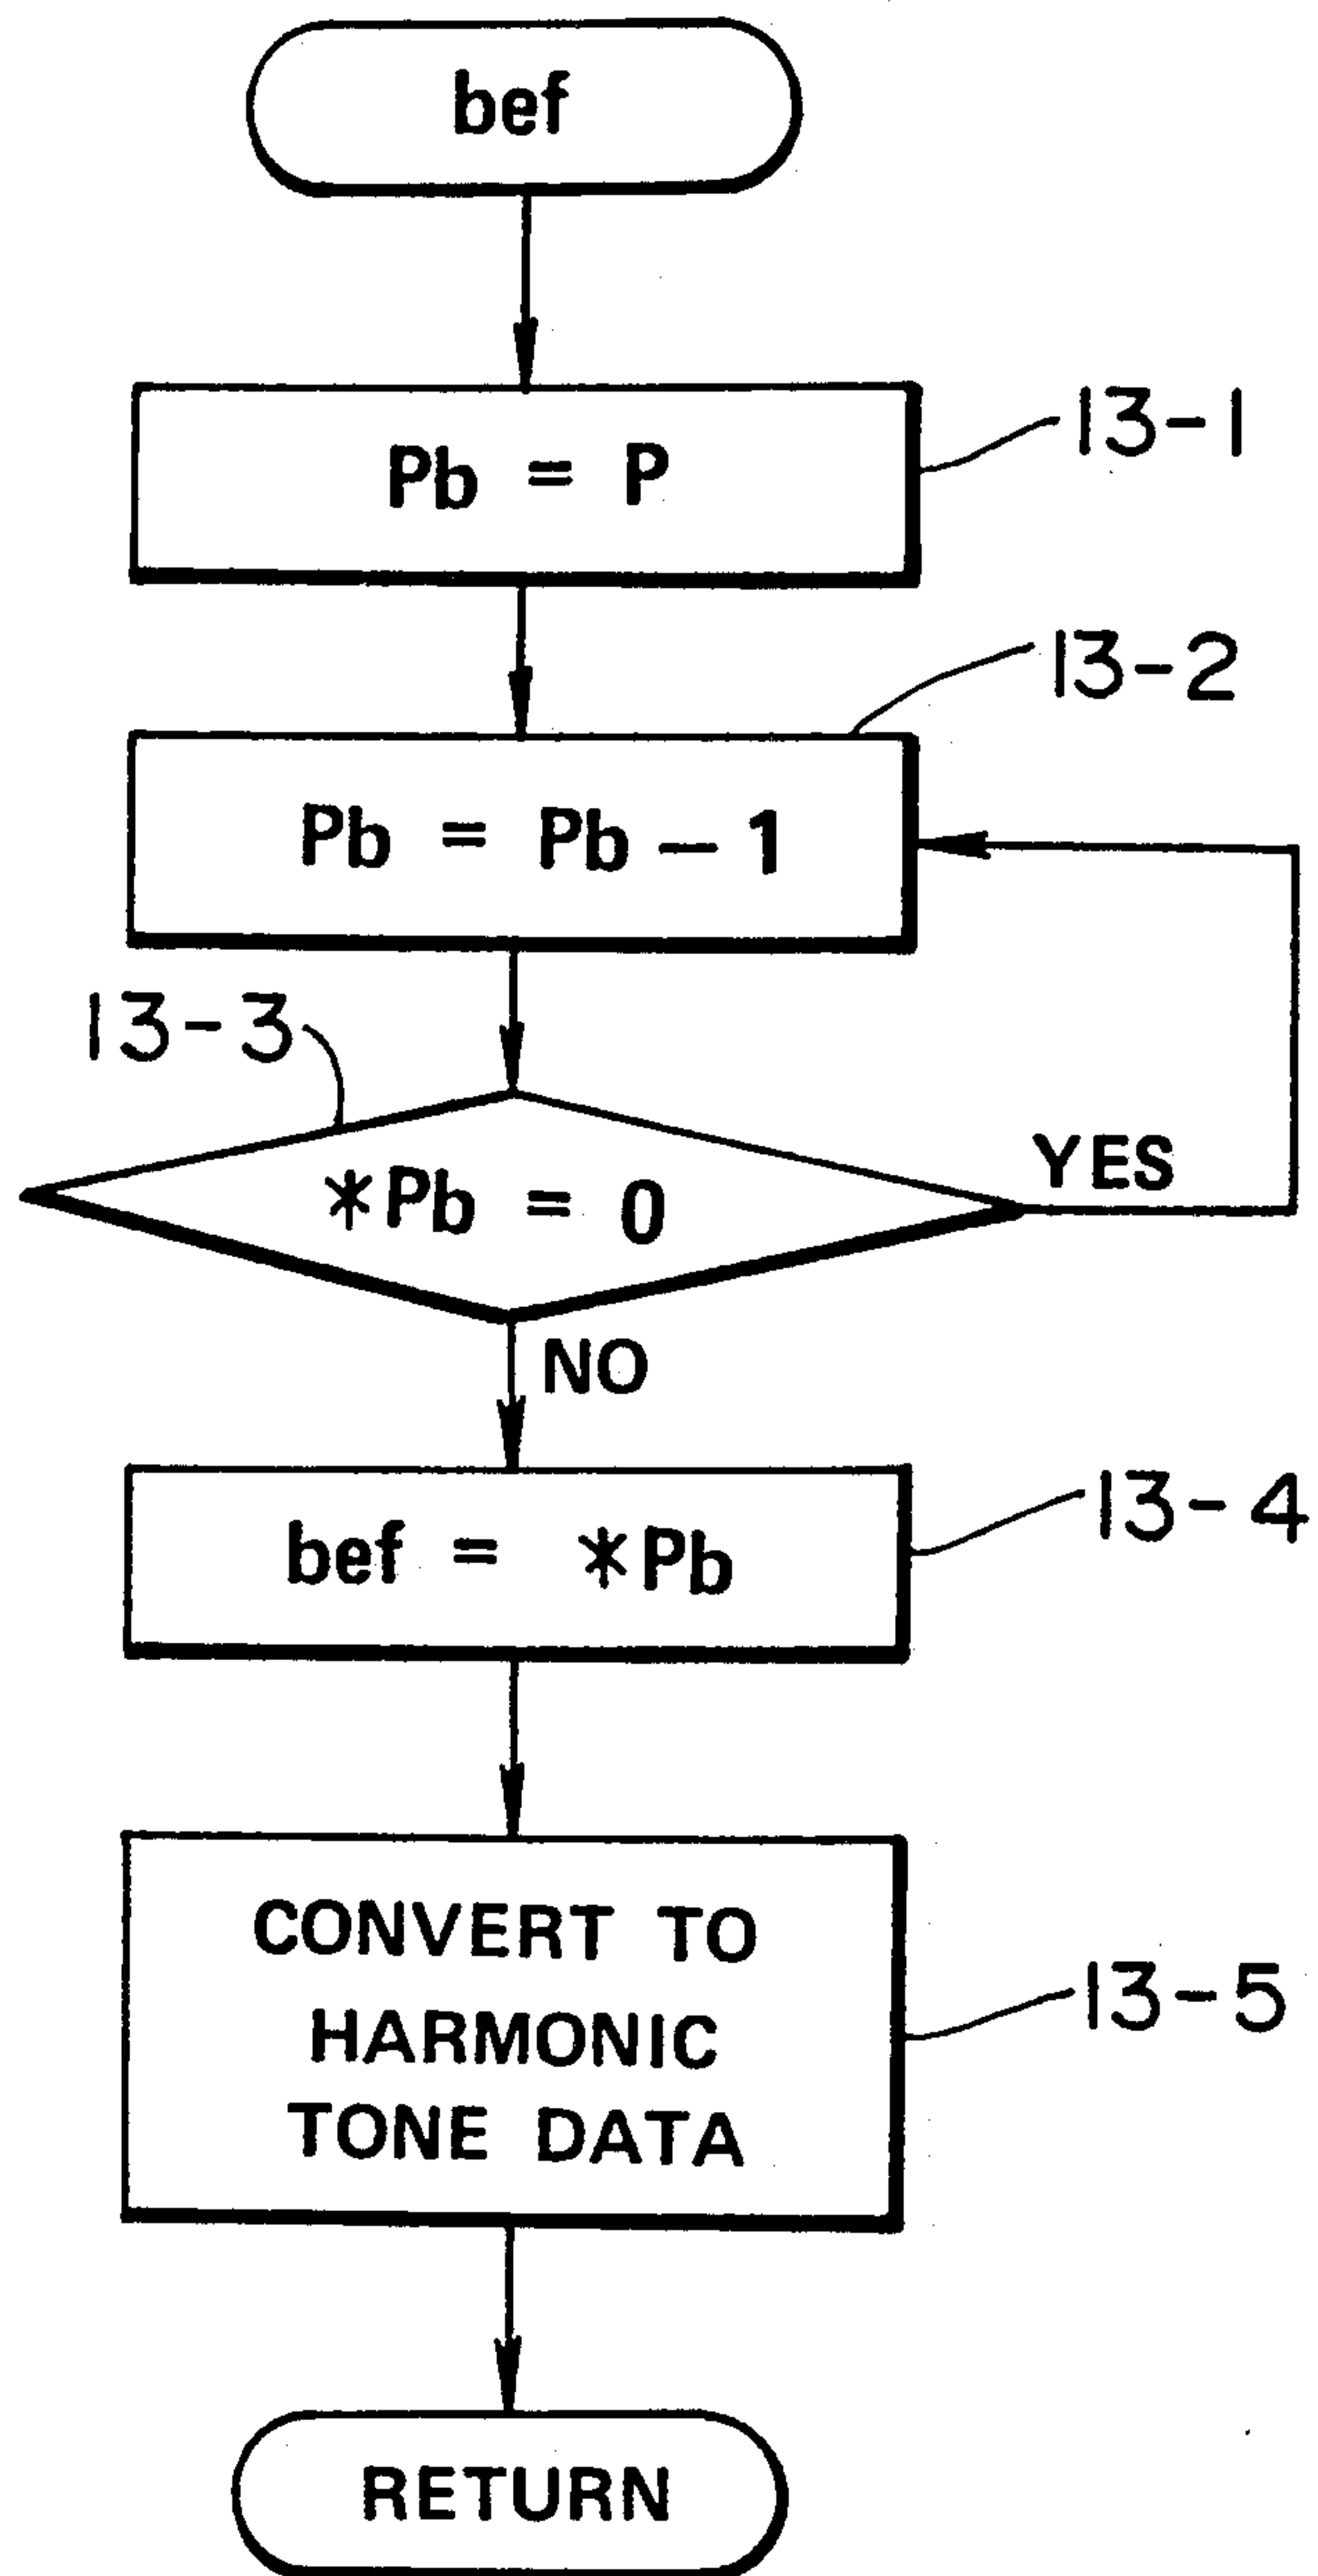 bef
Pb = P
13-1
13-2
Pb = Pb – 1
13-3
*Pb = 0
YES
NO
bef = *Pb
13-4
CONVERT TO
HARMONIC
TONE DATA
13-5
RETURN